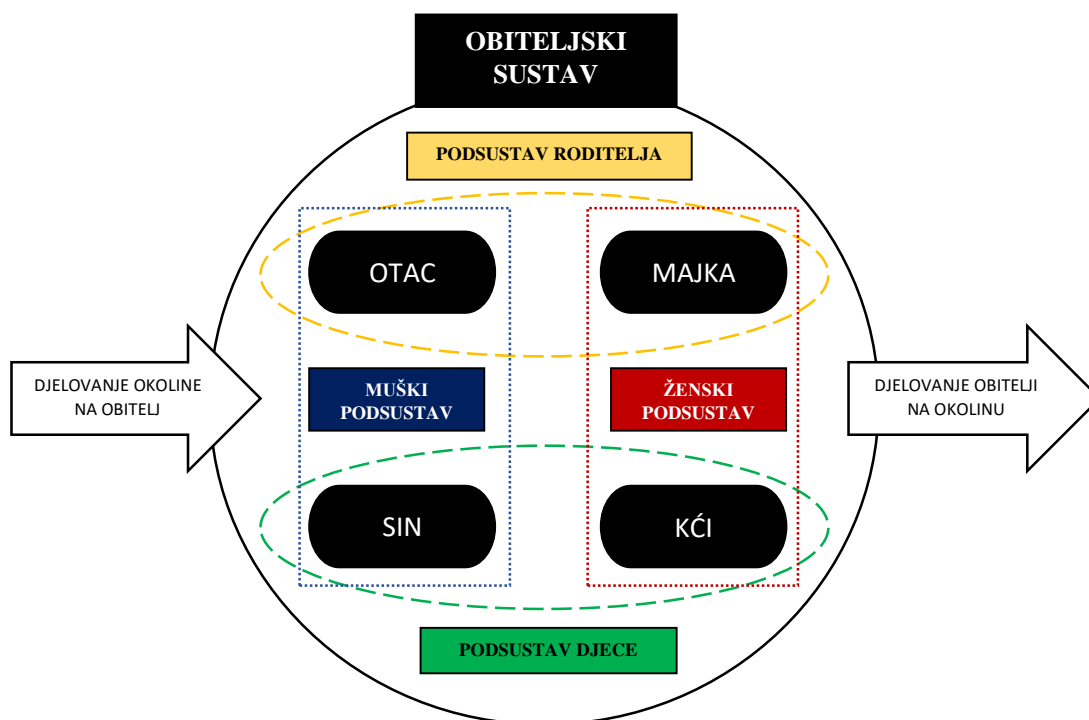 OBITELJSKI
SUSTAV
PODSUSTAV RODITELJA
OTAC
MAJKA
DJELOVANJE OKOLINE
NA OBITELJ
MUŠKI
PODSUSTAV
ŽENSKI
PODSUSTAV
DJELOVANJE OBITELJI
NA OKOLINU
SIN
KĆI
PODSUSTAV DJECE